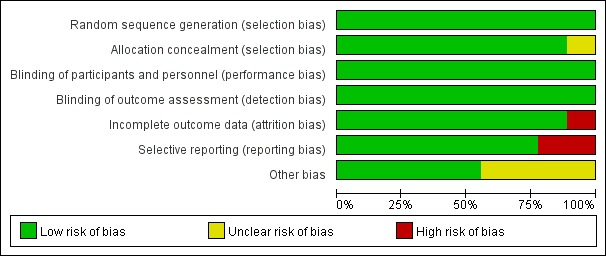 Random sequence generation (selection bias)
Allocation concealment (selection bias)
Blinding of participants and personnel (performance bias)
Blinding of outcome assessment (detection bias)
Incomplete outcome data (attrition bias)
Selective reporting (reporting bias)
Other bias
0% 25% 50% 75% 100%
Low risk of bias Unclear risk of bias High risk of bias